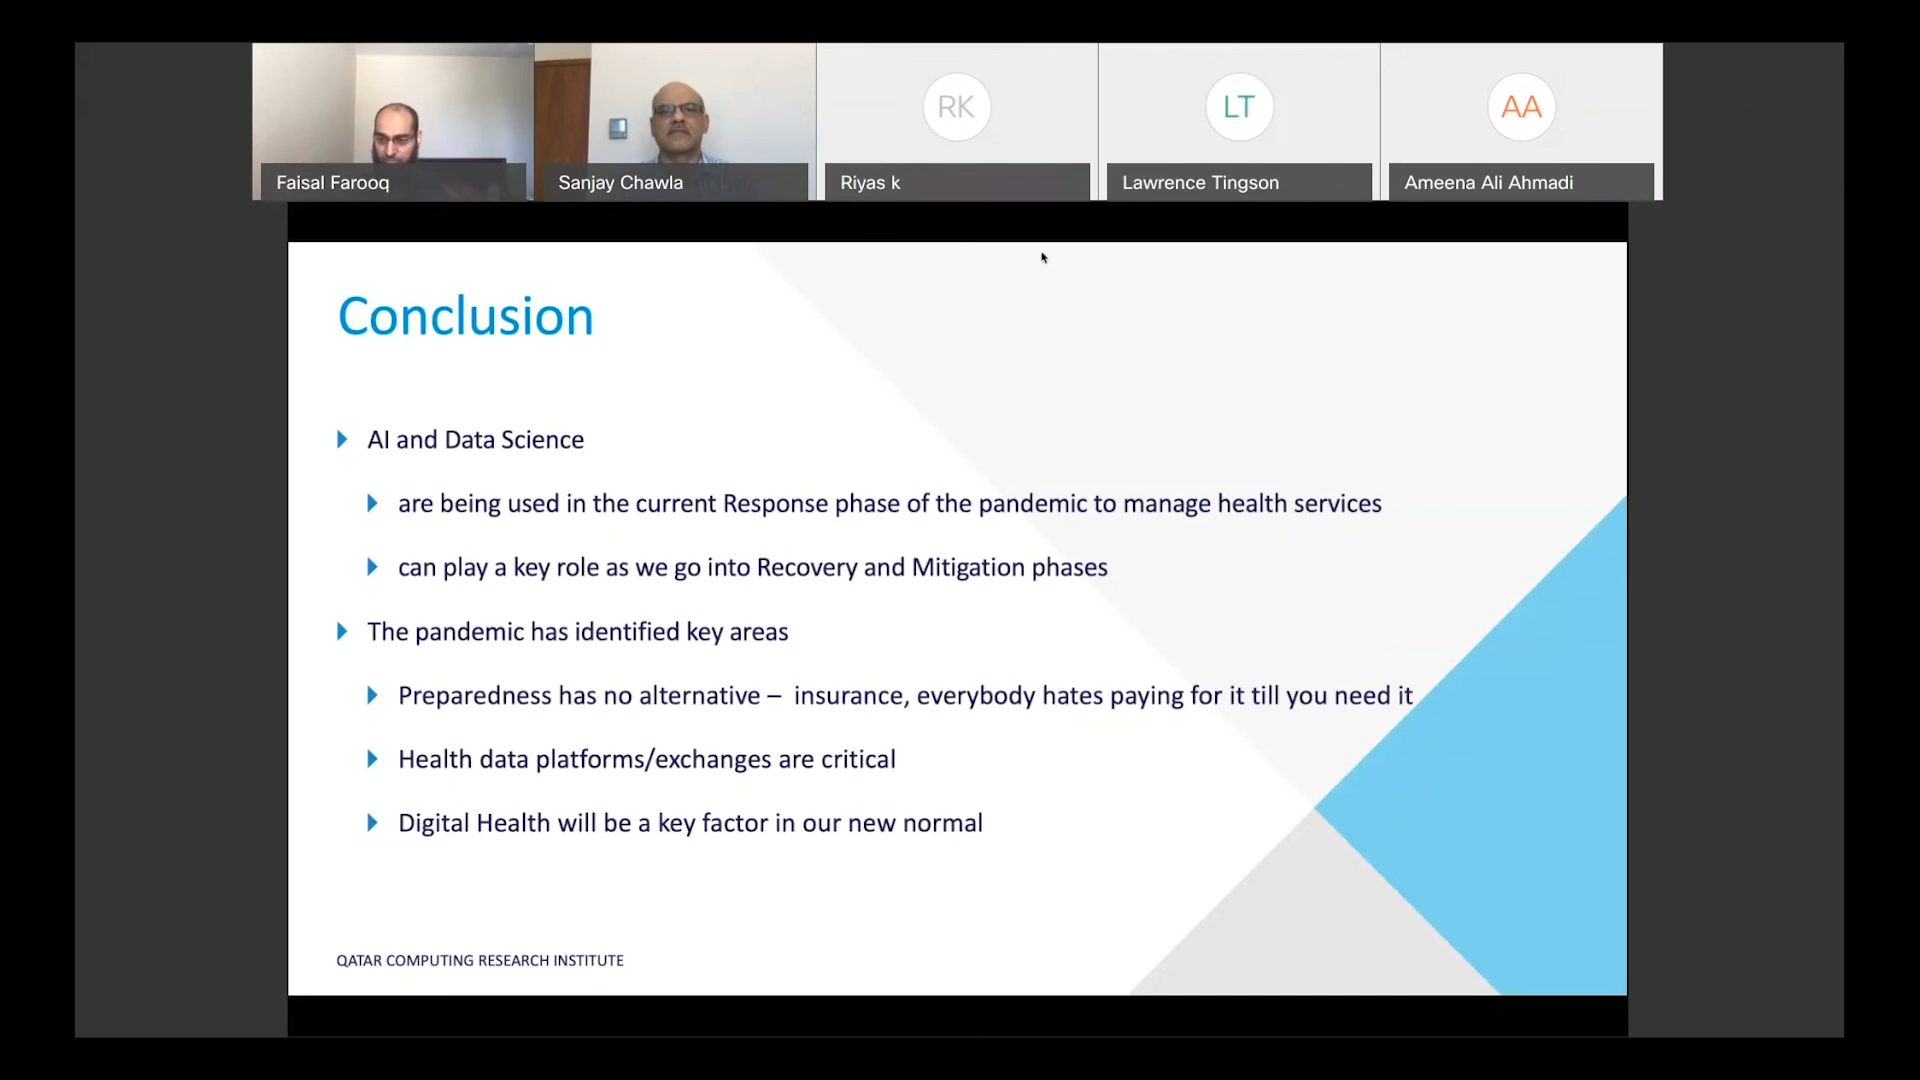 RK
LT
AA
Faisal Farooq
Sanjay Chawla
Riyas k
Lawrence Tingson
Ameena Ali Ahmadi
Conclusion
AI and Data Science
are being used in the current Response phase of the pandemic to manage health services
can play a key role as we go into Recovery and Mitigation phases
The pandemic has identified key areas
Preparedness has no alternative – insurance, everybody hates paying for it till you need it
Health data platforms/exchanges are critical
Digital Health will be a key factor in our new normal
QATAR COMPUTING RESEARCH INSTITUTE